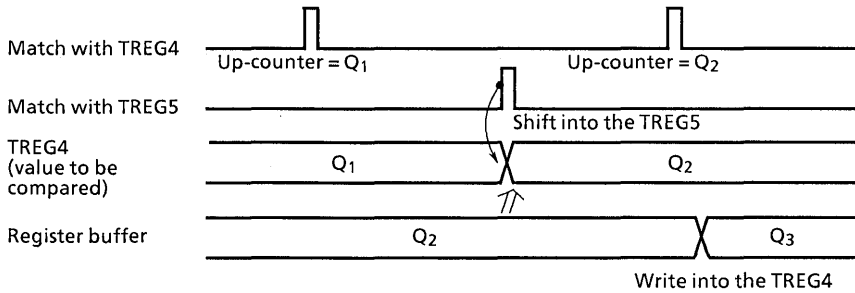 Match with TREG4
Up-counter = Q₁
Up-counter = Q₂
Match with TREG5
Shift into the TREG5
TREG4
(value to be
compared)
Q₁
Q₂
Register buffer
Q₂
Q₃
Write into the TREG4